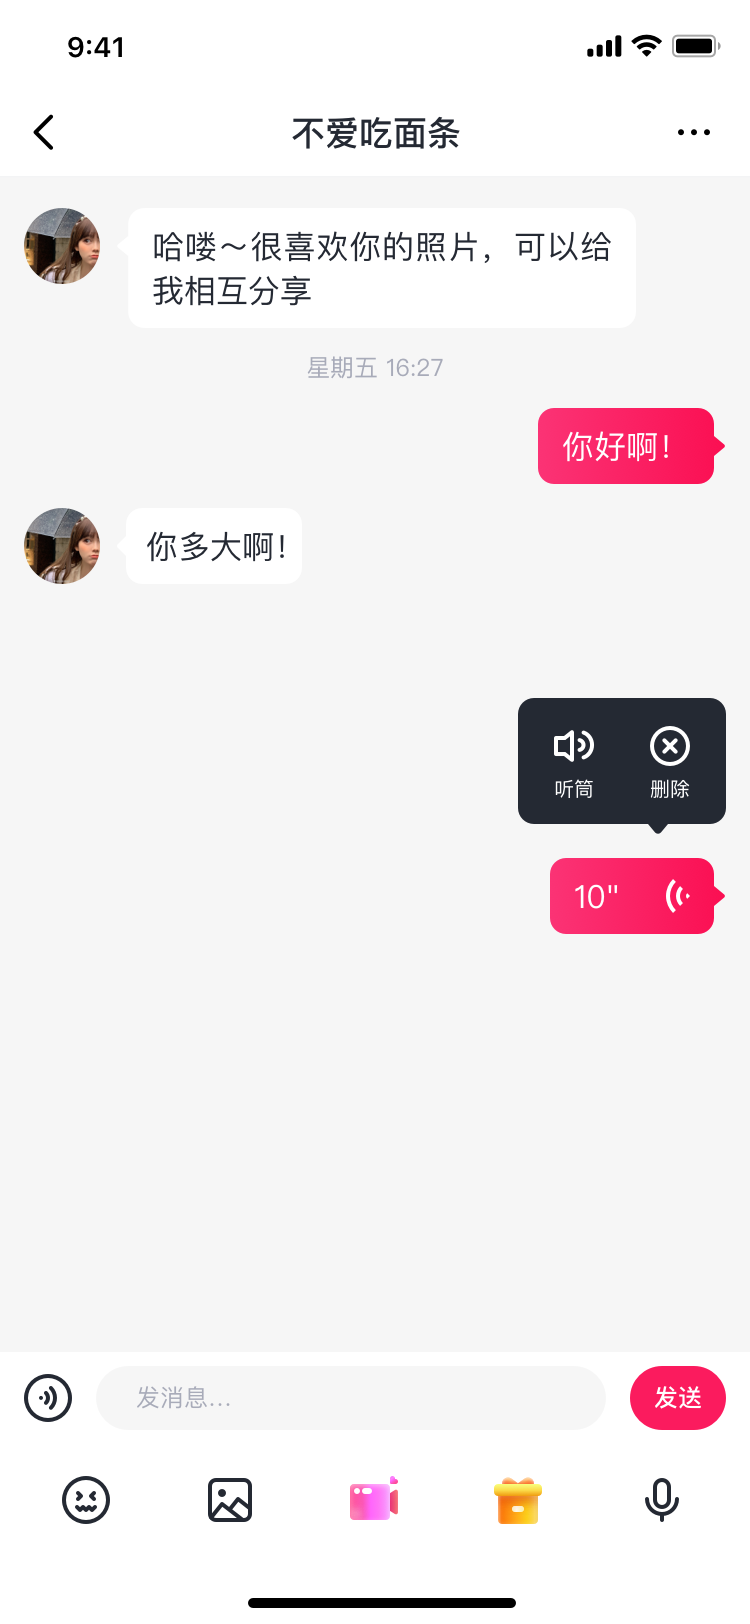 9:41
不爱吃面条
哈喽～很喜欢你的照片，可以给
我相互分享
星期五 16:27
你好啊！
你多大啊！
听筒 删除
10"
发消息...
发送